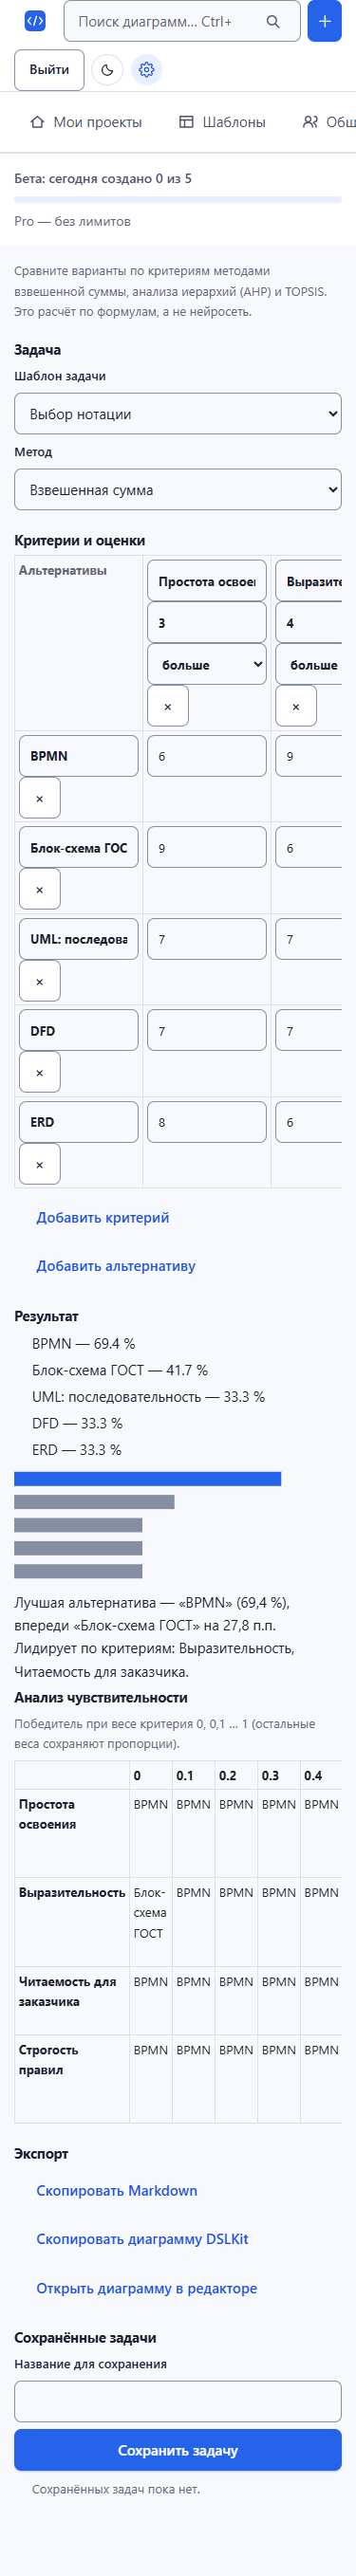 Поиск диаграмм... Ctrl+
Выйти
Мои проекты Шаблоны Общ
Бета: сегодня создано 0 из 5
Pro — без лимитов
Сравните варианты по критериям методами
взвешенной суммы, анализа иерархий (AHP) и TOPSIS.
Это расчёт по формулам, а не нейросеть.
Задача
Шаблон задачи
Выбор нотации
Метод
Взвешенная сумма
Критерии и оценки
Альтернативы Простота освоен Выразите
3 4
больше больше
× ×
BPMN 6 9
×
Блок-схема ГОС 9 6
×
UML: последова 7 7
×
DFD 7 7
×
ERD 8 6
×
Добавить критерий
Добавить альтернативу
Результат
BPMN — 69.4 %
Блок-схема ГОСТ — 41.7 %
UML: последовательность — 33.3 %
DFD — 33.3 %
ERD — 33.3 %
Лучшая альтернатива — «BPMN» (69,4 %),
впереди «Блок-схема ГОСТ» на 27,8 п.п.
Лидирует по критериям: Выразительность,
Читаемость для заказчика.
Анализ чувствительности
Победитель при весе критерия 0, 0,1 … 1 (остальные
веса сохраняют пропорции).
0 0.1 0.2 0.3 0.4
Простота BPMN BPMN BPMN BPMN BPMN
освоения
Выразительность Блок- BPMN BPMN BPMN BPMN
схема
ГОСТ
Читаемость для BPMN BPMN BPMN BPMN BPMN
заказчика
Строгость BPMN BPMN BPMN BPMN BPMN
правил
Экспорт
Скопировать Markdown
Скопировать диаграмму DSLKit
Открыть диаграмму в редакторе
Сохранённые задачи
Название для сохранения
Сохранить задачу
Сохранённых задач пока нет.